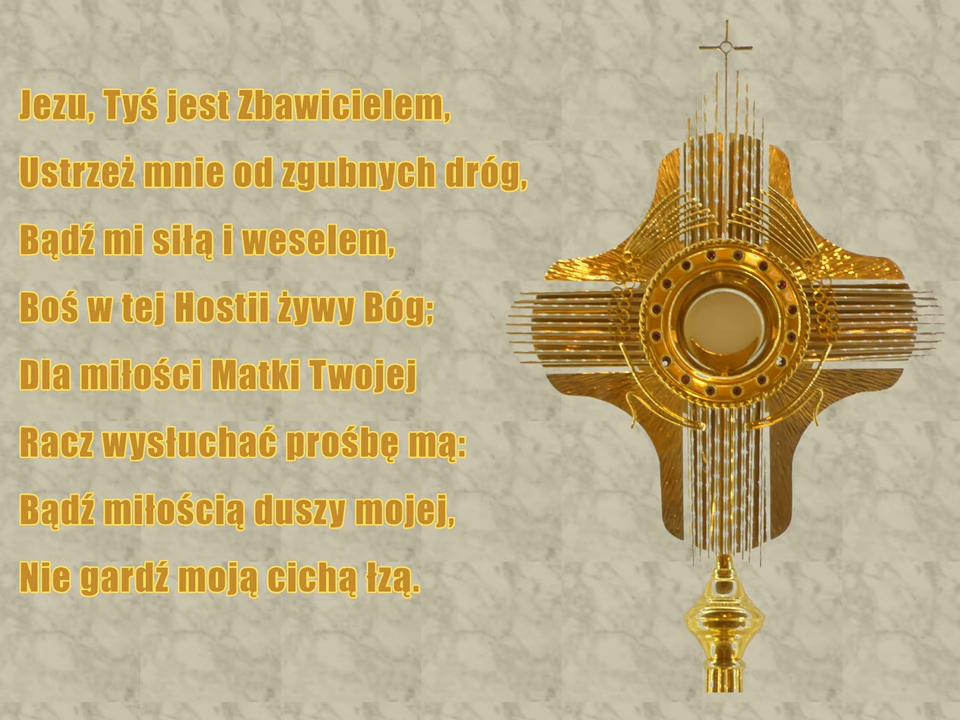 Jezu, Tyś jest Zbawicielem,
Ustrzeż mnie od zgubnych dróg,
Bądź mi siłą i weselem,
Boś w tej Hostii żywy Bóg;
Dla miłości Matki Twojej
Racz wysłuchać prośbę mą:
Bądź miłością duszy mojej,
Nie gardź moją cichą łzą.